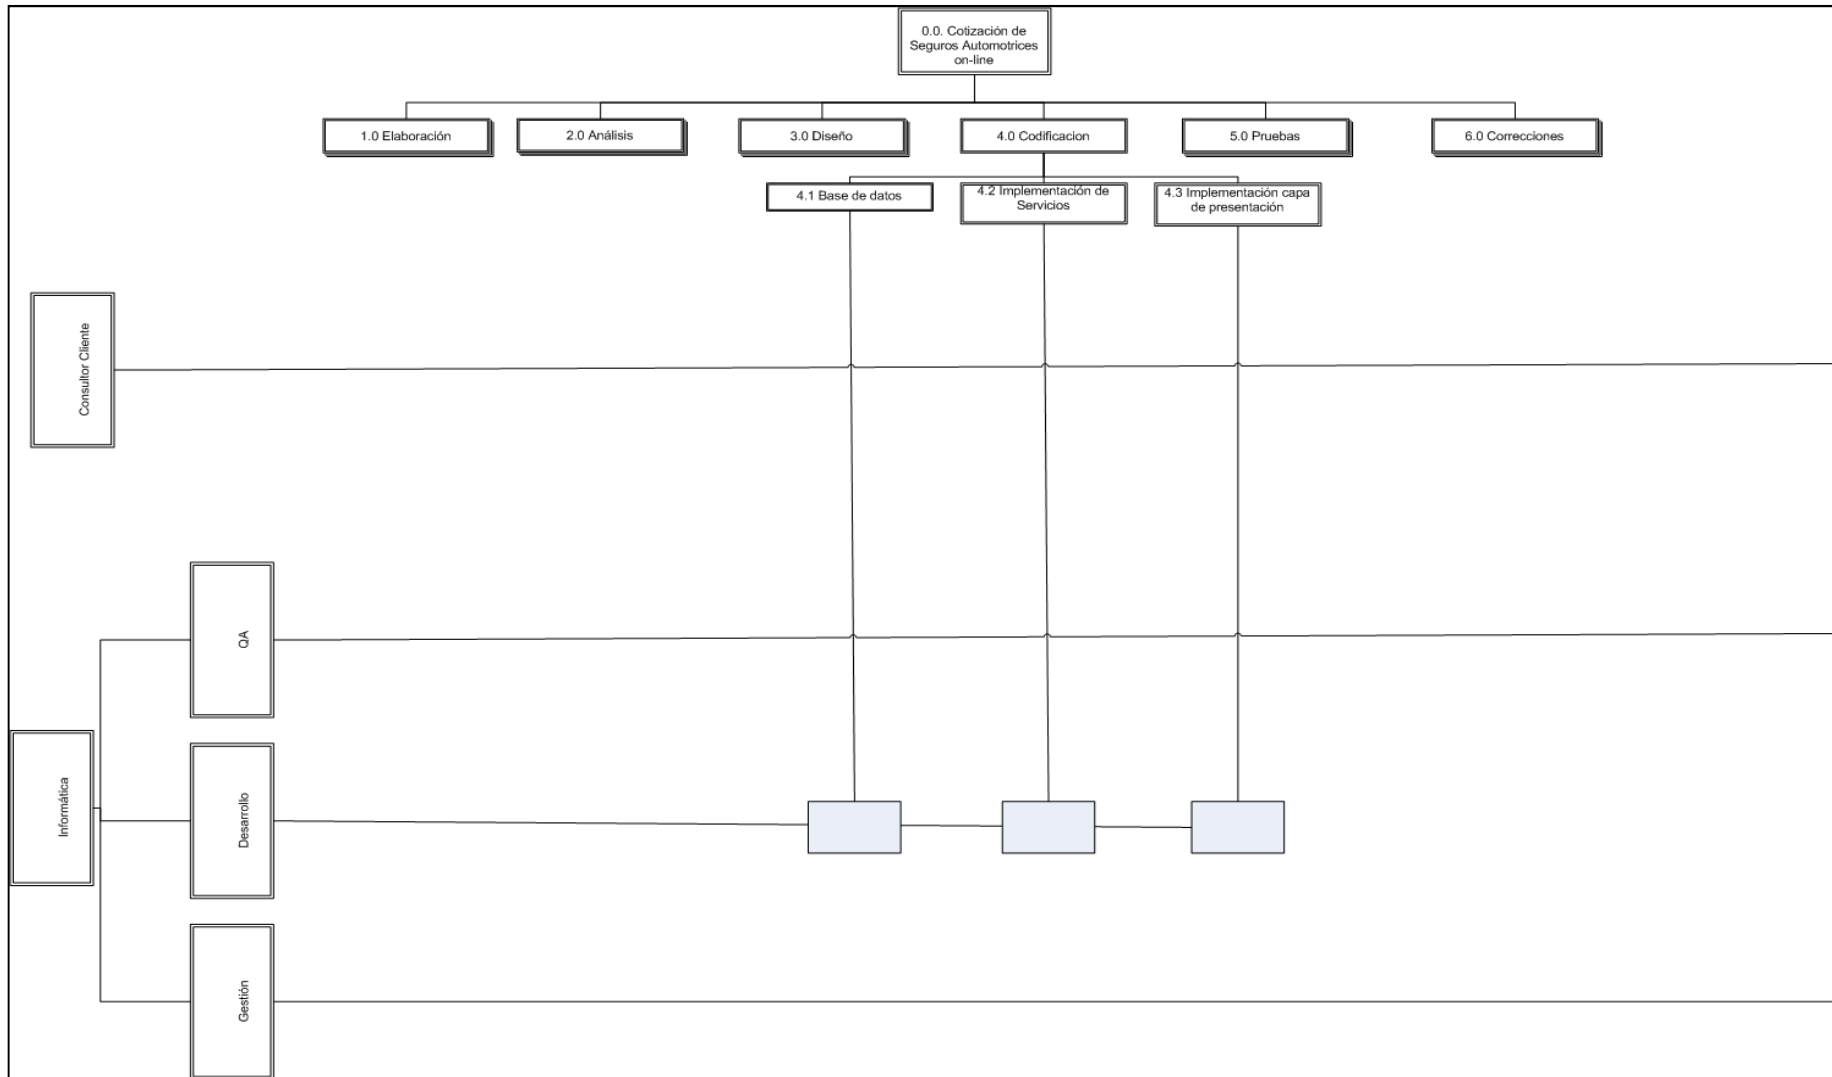 0.0. Cotización de
Seguros Automotrices
on-line
1.0 Elaboración
2.0 Análisis
3.0 Diseño
4.0 Codificacion
5.0 Pruebas
6.0 Correcciones
4.1 Base de datos
4.2 Implementación de
Servicios
4.3 Implementación capa
de presentación
Consultor Cliente
QA
Informática
Desarrollo
Gestión